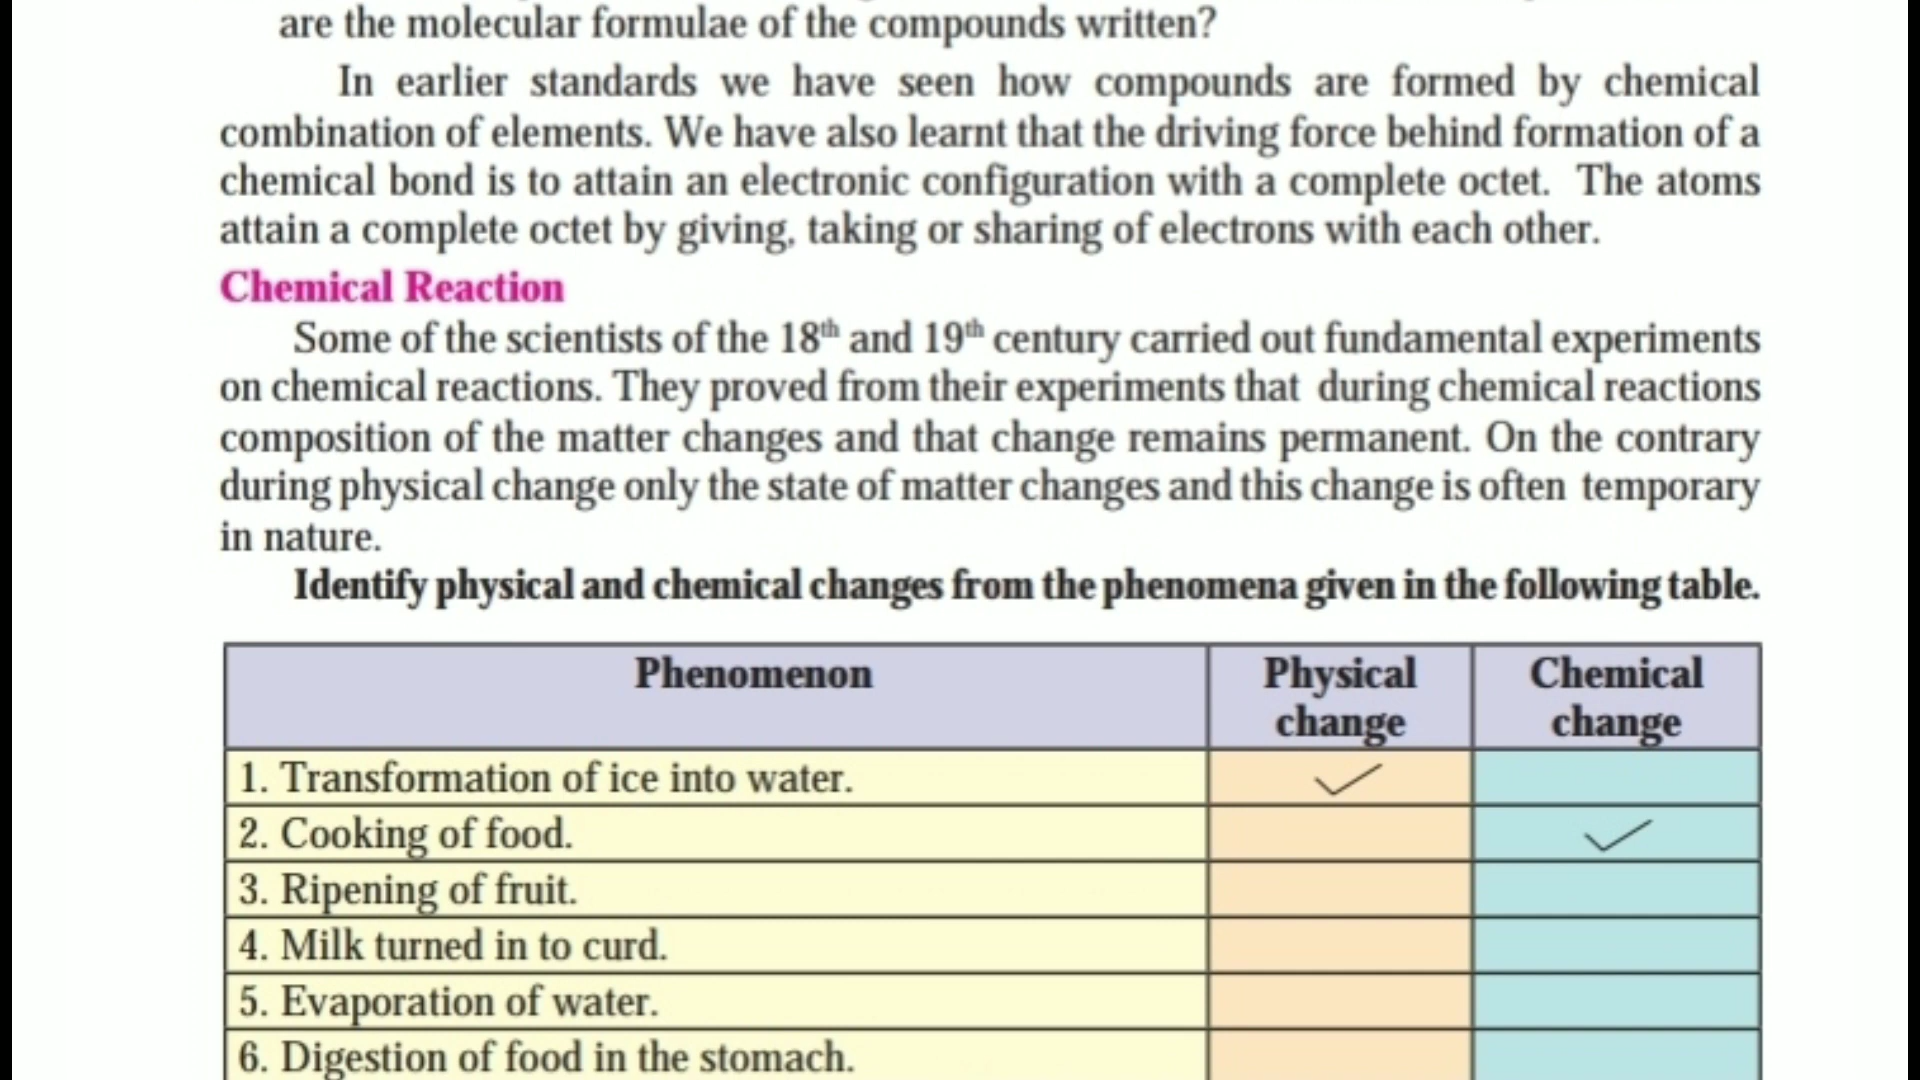 are the molecular formulae of the compounds written?
In earlier standards we have seen how compounds are formed by chemical
combination of elements. We have also learnt that the driving force behind formation of a
chemical bond is to attain an electronic configuration with a complete octet. The atoms
attain a complete octet by giving, taking or sharing of electrons with each other.
Chemical Reaction
Some of the scientists of the 18th and 19th century carried out fundamental experiments
on chemical reactions. They proved from their experiments that during chemical reactions
composition of the matter changes and that change remains permanent. On the contrary
during physical change only the state of matter changes and this change is often temporary
in nature.
Identify physical and chemical changes from the phenomena given in the following table.
Phenomenon
Physical
change
Chemical
change
1. Transformation of ice into water.
2. Cooking of food.
3. Ripening of fruit.
4. Milk turned in to curd.
5. Evaporation of water.
6. Digestion of food in the stomach.